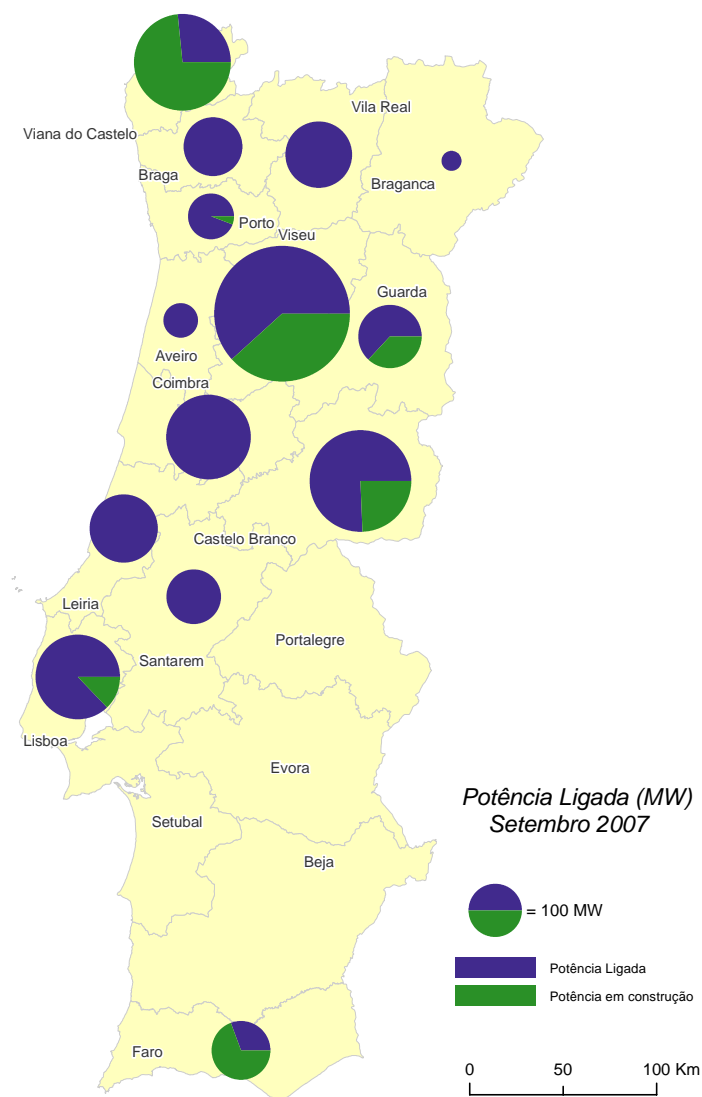 Viana do Castelo
Vila Real
Braga
Braganca
Porto
Viseu
Guarda
Aveiro
Coimbra
Castelo Branco
Leiria
Portalegre
Santarem
Lisboa
Evora
Setubal
Beja
Faro
Potência Ligada (MW)
Setembro 2007
= 100 MW
Potência Ligada
Potência em construção
0 50 100 Km